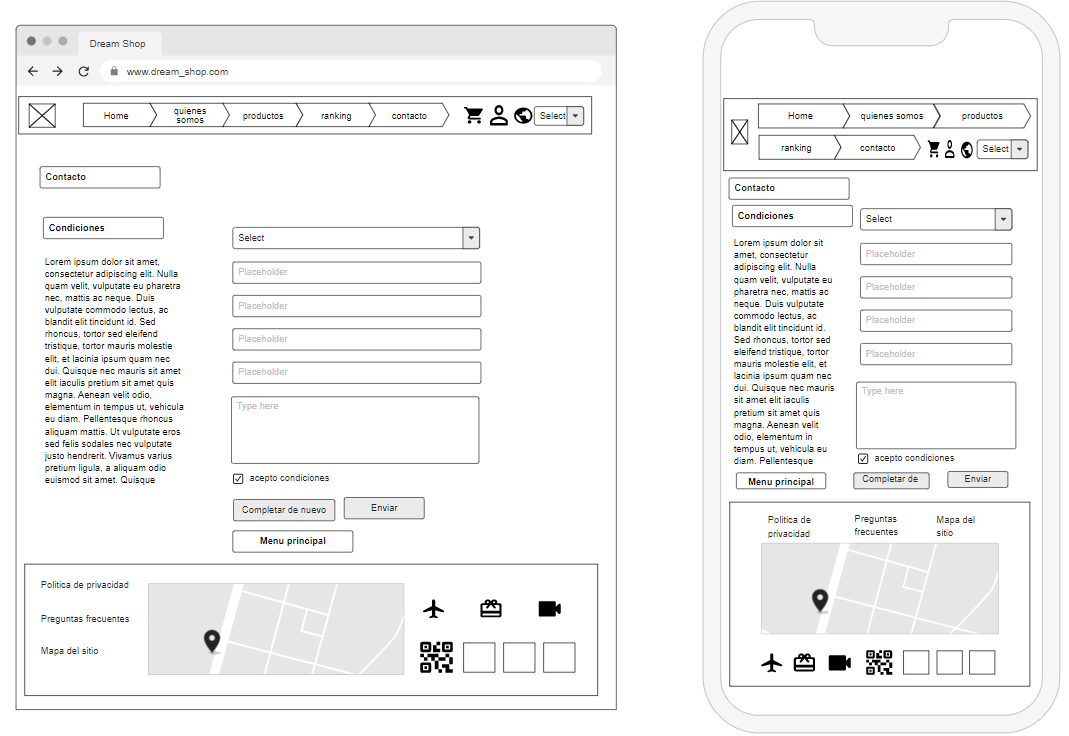 Dream Shop
www.dream_shop.com
Home
quienes
somos
productos
ranking
contacto
Select
Contacto
Condiciones
Lorem ipsum dolor sit amet,
consectetur adipiscing elit. Nulla
quam velit, vulputate eu pharetra
nec, mattis ac neque. Duis
vulputate commodo lectus, ac
blandit elit tincidunt id. Sed
rhoncus, tortor sed eleifend
tristique, tortor mauris molestie
elit, et lacinia ipsum quam nec
dui. Quisque nec mauris sit amet
elit iaculis pretium sit amet quis
magna. Aenean velit odio,
elementum in tempus ut, vehicula
eu diam. Pellentesque rhoncus
aliquam mattis. Ut vulputate eros
sed felis sodales nec vulputate
justo hendrerit. Vivamus varius
pretium ligula, a aliquam odio
euismod sit amet. Quisque
Select
Placeholder
Placeholder
Placeholder
Placeholder
Type here
acepto condiciones
Completar de nuevo
Enviar
Menu principal
Politica de privacidad
Preguntas frecuentes
Mapa del sitio
Home
quienes somos
productos
ranking
contacto
Select
Contacto
Condiciones
Lorem ipsum dolor sit
amet, consectetur
adipiscing elit. Nulla
quam velit, vulputate eu
pharetra nec, mattis ac
neque. Duis vulputate
commodo lectus, ac
blandit elit tincidunt id.
Sed rhoncus, tortor sed
eleifend tristique, tortor
mauris molestie elit, et
lacinia ipsum quam nec
dui. Quisque nec mauris
sit amet elit iaculis
pretium sit amet quis
magna. Aenean velit
odio, elementum in
tempus ut, vehicula eu
diam. Pellentesque
Select
Placeholder
Placeholder
Placeholder
Placeholder
Type here
acepto condiciones
Menu principal
Completar de
Enviar
Politica de
privacidad
Preguntas
frecuentes
Mapa del
sitio